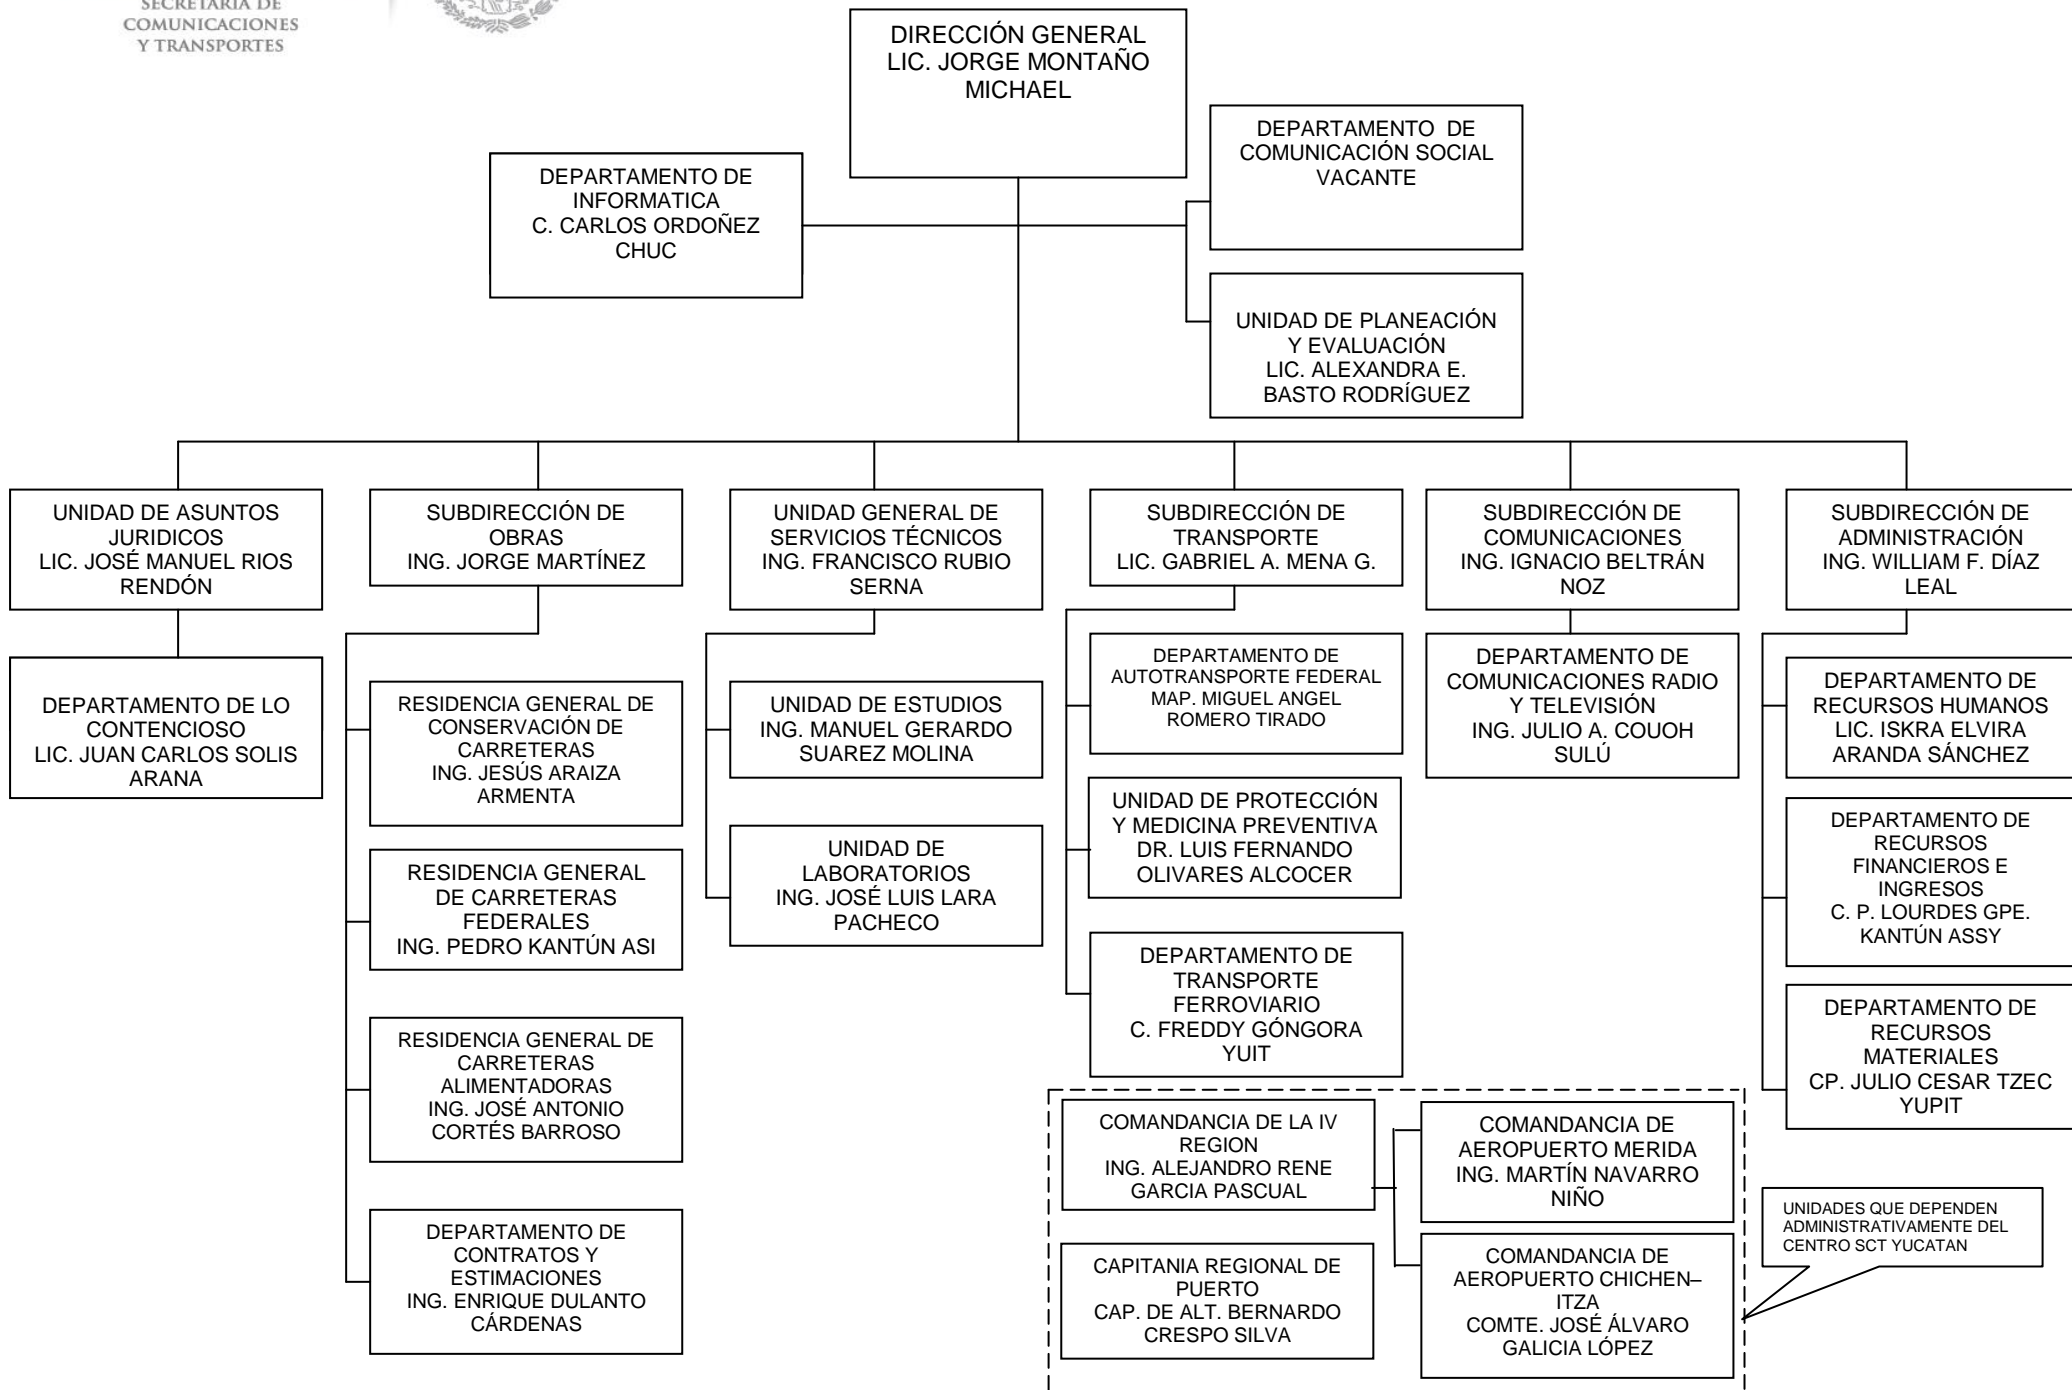 SECRETARÍA DE
COMUNICACIONES
Y TRANSPORTES
DIRECCIÓN GENERAL
LIC. JORGE MONTAÑO
MICHAEL
DEPARTAMENTO DE
COMUNICACIÓN SOCIAL
VACANTE
DEPARTAMENTO DE
INFORMATICA
C. CARLOS ORDOÑEZ
CHUC
UNIDAD DE PLANEACIÓN
Y EVALUACIÓN
LIC. ALEXANDRA E.
BASTO RODRÍGUEZ
UNIDAD DE ASUNTOS
JURIDICOS
LIC. JOSÉ MANUEL RIOS
RENDÓN
SUBDIRECCIÓN DE
OBRAS
ING. JORGE MARTÍNEZ
UNIDAD GENERAL DE
SERVICIOS TÉCNICOS
ING. FRANCISCO RUBIO
SERNA
SUBDIRECCIÓN DE
TRANSPORTE
LIC. GABRIEL A. MENA G.
SUBDIRECCIÓN DE
COMUNICACIONES
ING. IGNACIO BELTRÁN
NOZ
SUBDIRECCIÓN DE
ADMINISTRACIÓN
ING. WILLIAM F. DÍAZ
LEAL
DEPARTAMENTO DE LO
CONTENCIOSO
LIC. JUAN CARLOS SOLIS
ARANA
RESIDENCIA GENERAL DE
CONSERVACIÓN DE
CARRETERAS
ING. JESÚS ARAIZA
ARMENTA
RESIDENCIA GENERAL
DE CARRETERAS
FEDERALES
ING. PEDRO KANTÚN ASI
RESIDENCIA GENERAL DE
CARRETERAS
ALIMENTADORAS
ING. JOSÉ ANTONIO
CORTÉS BARROSO
DEPARTAMENTO DE
CONTRATOS Y
ESTIMACIONES
ING. ENRIQUE DULANTO
CÁRDENAS
UNIDAD DE ESTUDIOS
ING. MANUEL GERARDO
SUAREZ MOLINA
UNIDAD DE
LABORATORIOS
ING. JOSÉ LUIS LARA
PACHECO
DEPARTAMENTO DE
AUTOTRANSPORTE FEDERAL
MAP. MIGUEL ANGEL
ROMERO TIRADO
UNIDAD DE PROTECCIÓN
Y MEDICINA PREVENTIVA
DR. LUIS FERNANDO
OLIVARES ALCOCER
DEPARTAMENTO DE
TRANSPORTE
FERROVIARIO
C. FREDDY GÓNGORA
YUIT
DEPARTAMENTO DE
COMUNICACIONES RADIO
Y TELEVISIÓN
ING. JULIO A. COUOH
SULÚ
DEPARTAMENTO DE
RECURSOS HUMANOS
LIC. ISKRA ELVIRA
ARANDA SÁNCHEZ
DEPARTAMENTO DE
RECURSOS
FINANCIEROS E
INGRESOS
C. P. LOURDES GPE.
KANTÚN ASSY
DEPARTAMENTO DE
RECURSOS
MATERIALES
CP. JULIO CESAR TZEC
YUPIT
COMANDANCIA DE LA IV
REGION
ING. ALEJANDRO RENE
GARCIA PASCUAL
CAPITANIA REGIONAL DE
PUERTO
CAP. DE ALT. BERNARDO
CRESPO SILVA
COMANDANCIA DE
AEROPUERTO MERIDA
ING. MARTÍN NAVARRO
NIÑO
COMANDANCIA DE
AEROPUERTO CHICHEN–
ITZA
COMTE. JOSÉ ÁLVARO
GALICIA LÓPEZ
UNIDADES QUE DEPENDEN
ADMINISTRATIVAMENTE DEL
CENTRO SCT YUCATAN